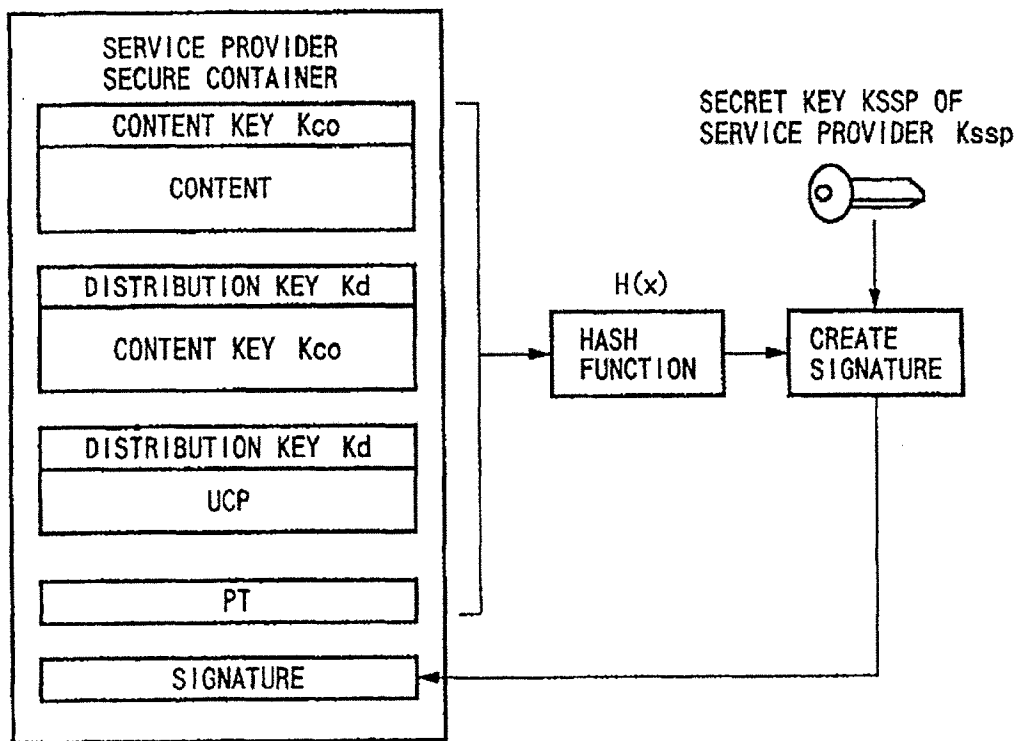 SERVICE PROVIDER
SECURE CONTAINER
CONTENT KEY Kco
CONTENT
DISTRIBUTION KEY Kd
CONTENT KEY Kco
DISTRIBUTION KEY Kd
UCP
PT
SIGNATURE
H(x)
HASH
FUNCTION
SECRET KEY KSSP OF
SERVICE PROVIDER Kssp
CREATE
SIGNATURE